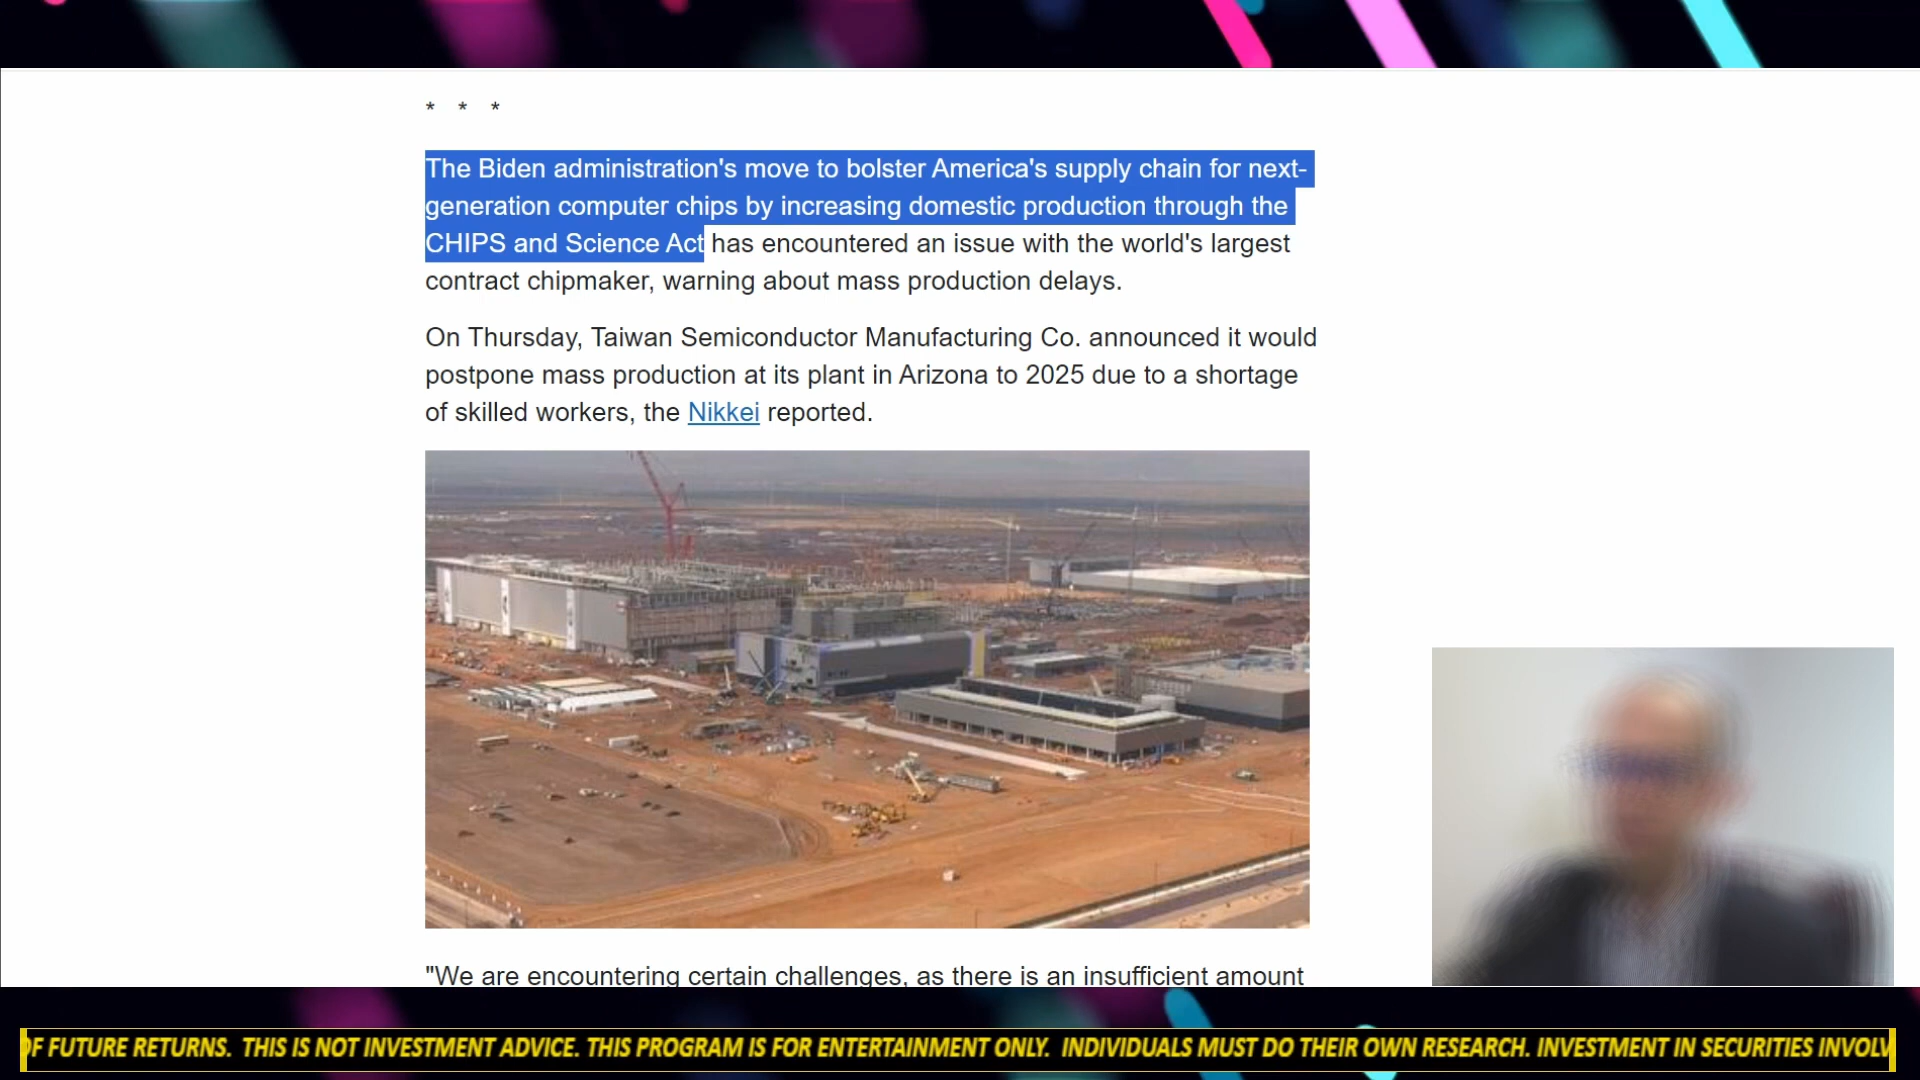 * * *
The Biden administration's move to bolster America's supply chain for next-
generation computer chips by increasing domestic production through the
CHIPS and Science Act has encountered an issue with the world's largest
contract chipmaker, warning about mass production delays.
On Thursday, Taiwan Semiconductor Manufacturing Co. announced it would
postpone mass production at its plant in Arizona to 2025 due to a shortage
of skilled workers, the Nikkei reported.
"We are encountering certain challenges, as there is an insufficient amount
OF FUTURE RETURNS. THIS IS NOT INVESTMENT ADVICE. THIS PROGRAM IS FOR ENTERTAINMENT ONLY. INDIVIDUALS MUST DO THEIR OWN RESEARCH. INVESTMENT IN SECURITIES INVOLV